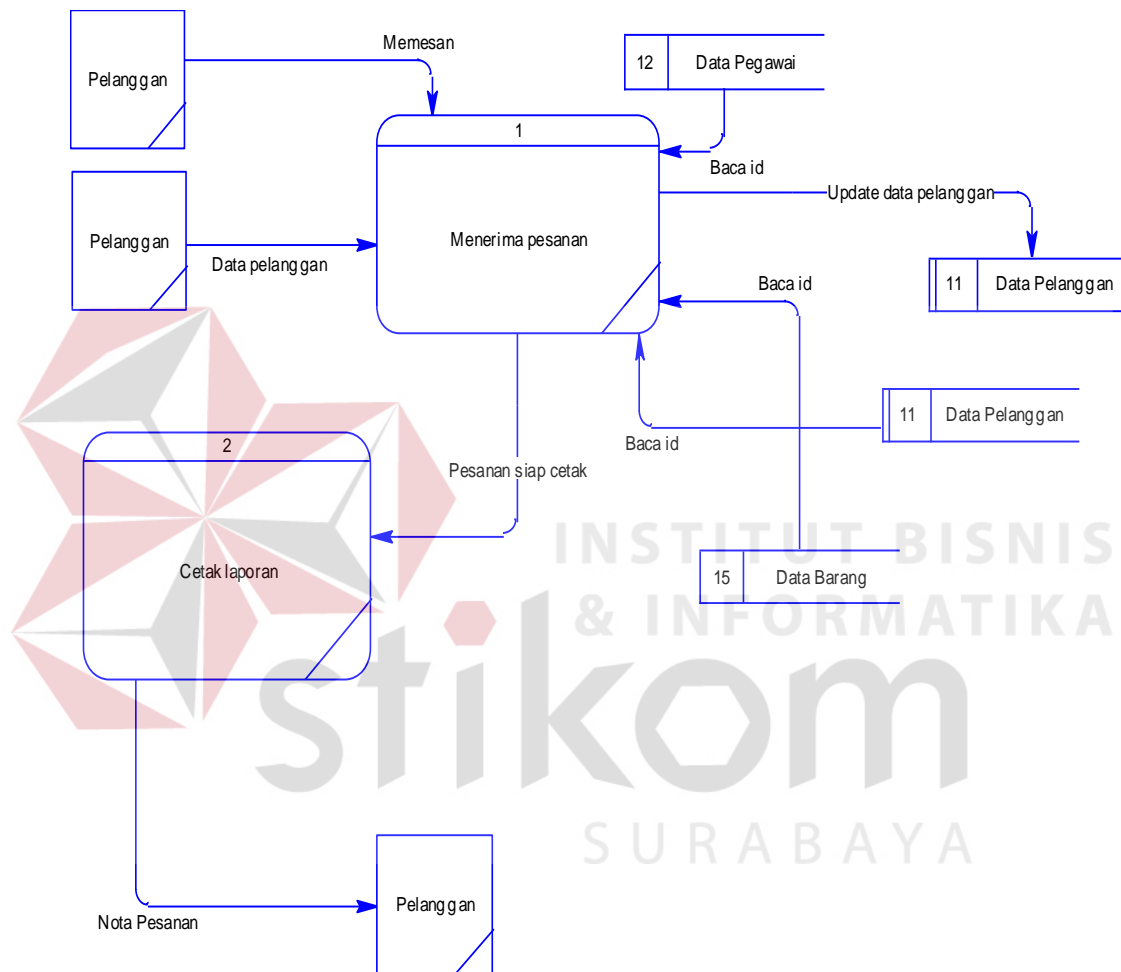 Memesan
Pelanggan
12 Data Pegawai
1
Baca id
Update data pelanggan
Pelanggan
Menerima pesanan
Data pelanggan
Baca id
11 Data Pelanggan
11 Data Pelanggan
Baca id
2
Pesanan siap cetak
INSTITUT BISNIS
& INFORMATIKA
Cetak laporan
15 Data Barang
stikom
SURABAYA
Pelanggan
Nota Pesanan